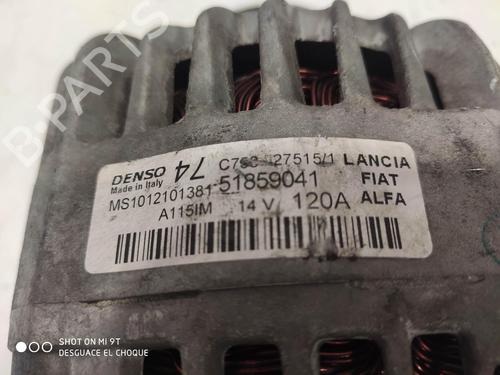 B-PARTS
DENSO 74 27515/1 LANCIA
Made in Italy
MS1012101381 51859041 FIAT
A115IM 14 V 120A ALFA
SHOT ON MI 9T
DESGUACE EL CHOQUE